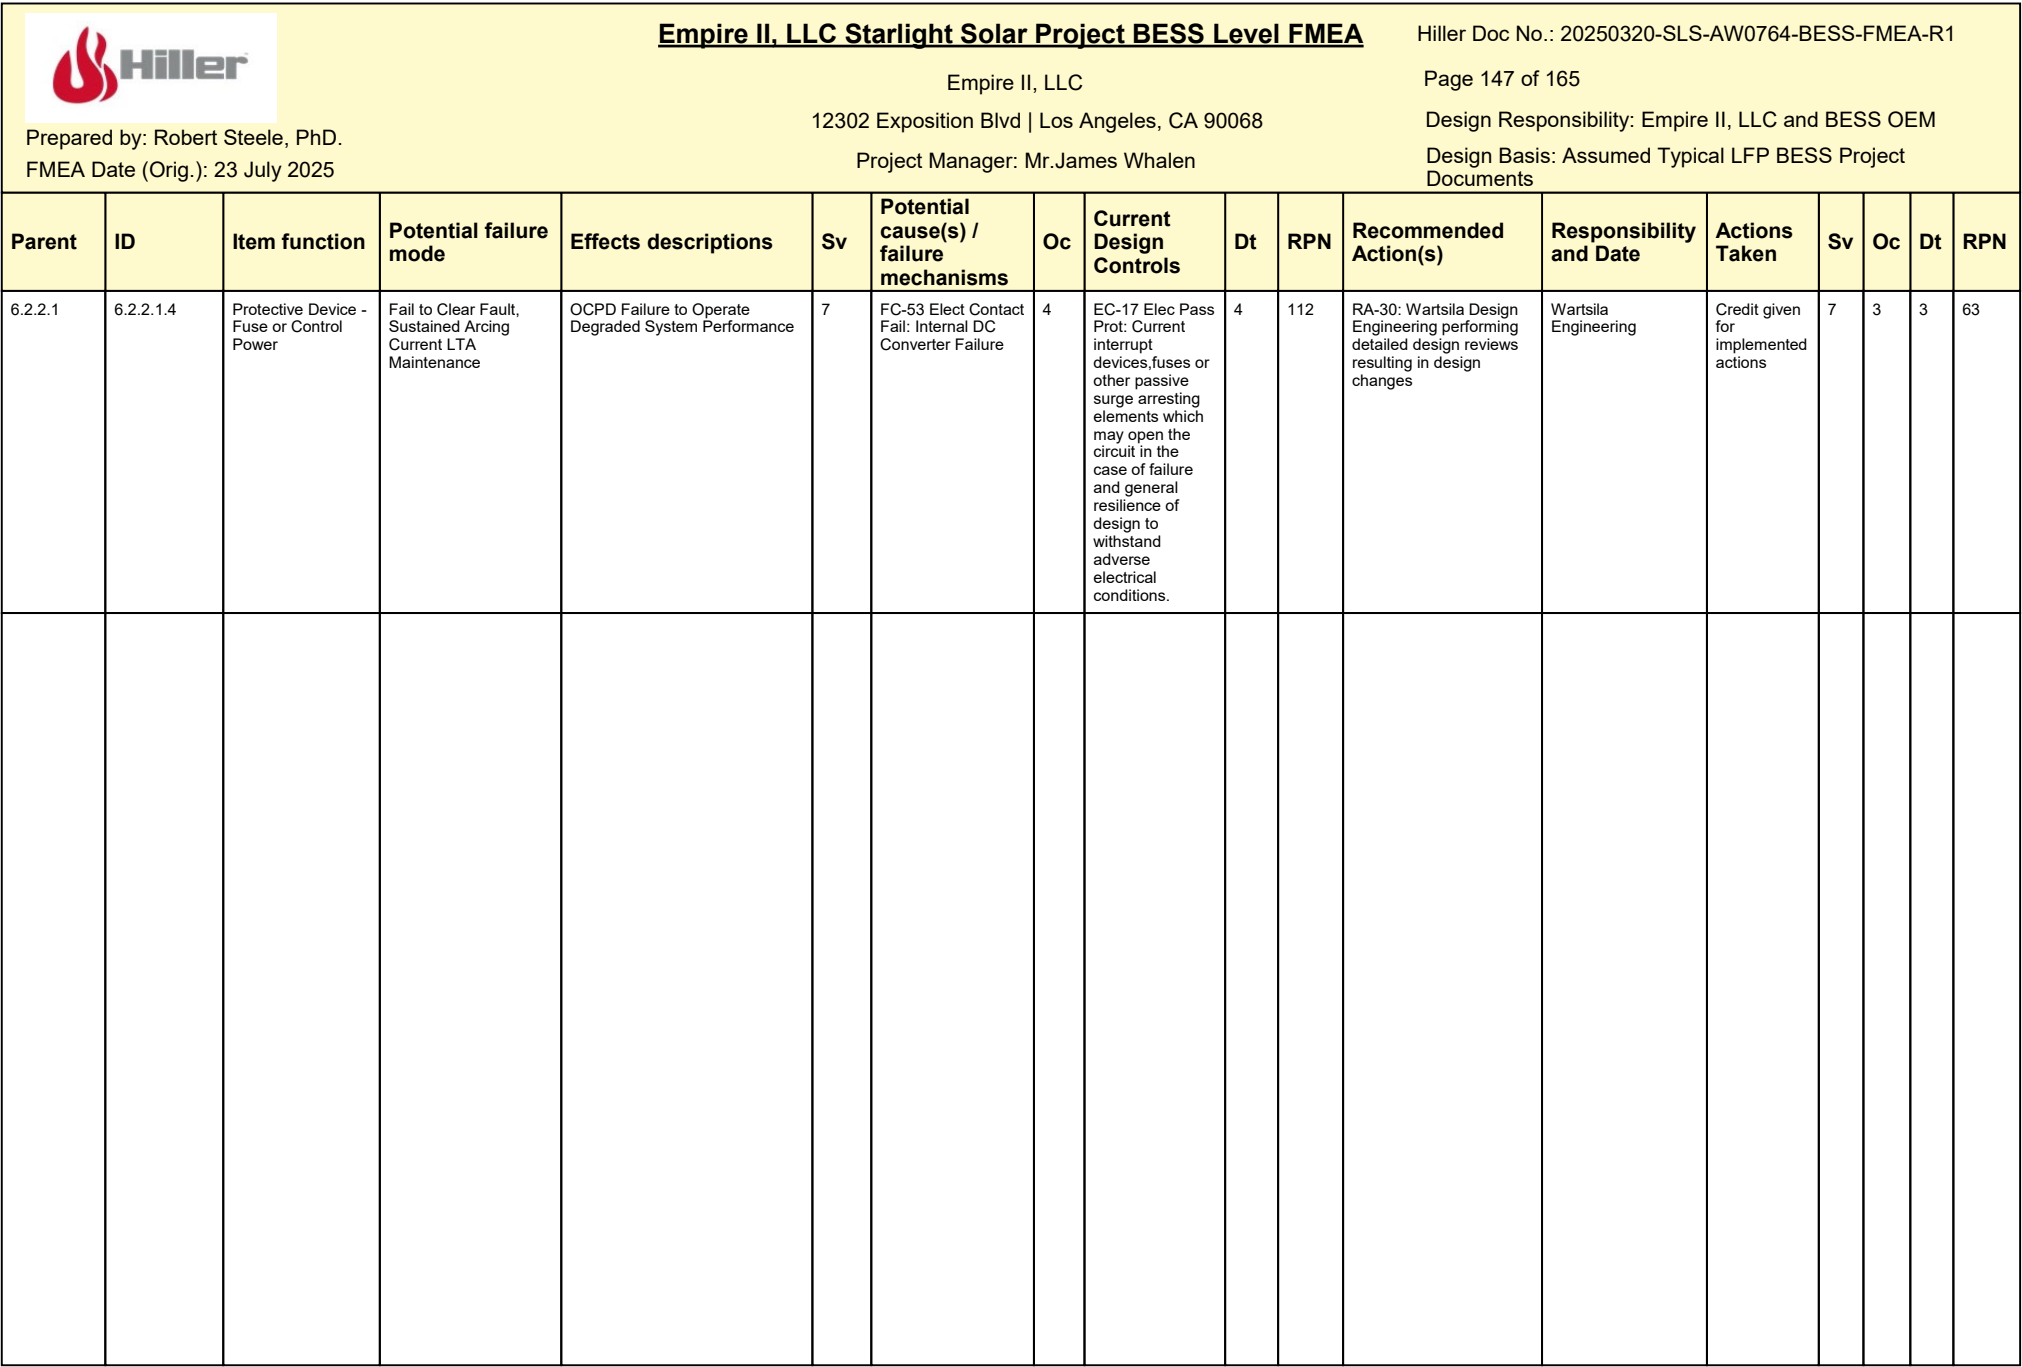 Hiller
Prepared by: Robert Steele, PhD.
FMEA Date (Orig.): 23 July 2025
Empire II, LLC Starlight Solar Project BESS Level FMEA
Empire II, LLC
12302 Exposition Blvd | Los Angeles, CA 90068
Project Manager: Mr.James Whalen
Hiller Doc No.: 20250320-SLS-AW0764-BESS-FMEA-R1
Page 147 of 165
Design Responsibility: Empire II, LLC and BESS OEM
Design Basis: Assumed Typical LFP BESS Project
Documents
Parent
ID
Item function
Potential failure
mode
Effects descriptions
Sv
Potential
cause(s) /
failure
mechanisms
Oc
Current
Design
Controls
Dt
RPN
Recommended
Action(s)
Responsibility
and Date
Actions
Taken
Sv
Oc
Dt
RPN
6.2.2.1
6.2.2.1.4
Protective Device -
Fuse or Control
Power
Fail to Clear Fault,
Sustained Arcing
Current LTA
Maintenance
OCPD Failure to Operate
Degraded System Performance
7
FC-53 Elect Contact
Fail: Internal DC
Converter Failure
4
EC-17 Elec Pass
Prot: Current
interrupt
devices,fuses or
other passive
surge arresting
elements which
may open the
circuit in the
case of failure
and general
resilience of
design to
withstand
adverse
electrical
conditions.
4
112
RA-30: Wartsila Design
Engineering performing
detailed design reviews
resulting in design
changes
Wartsila
Engineering
Credit given
for
implemented
actions
7
3
3
63